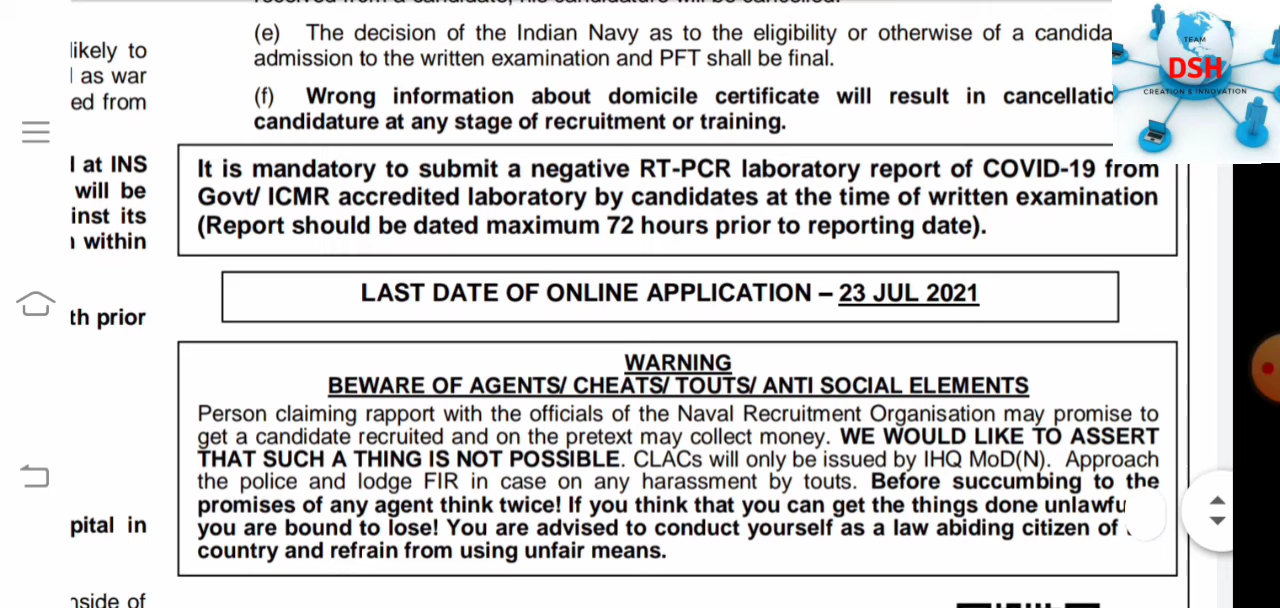 likely to
as war
ed from
at INS
will be
inst its
within
th prior
pital in
nside of
received from a candidate, his candidature will be cancelled.
(e) The decision of the Indian Navy as to the eligibility or otherwise of a candida
admission to the written examination and PFT shall be final.
(f) Wrong information about domicile certificate will result in cancellatio
candidature at any stage of recruitment or training.
It is mandatory to submit a negative RT-PCR laboratory report of COVID-19 from
Govt/ ICMR accredited laboratory by candidates at the time of written examination
(Report should be dated maximum 72 hours prior to reporting date).
LAST DATE OF ONLINE APPLICATION – 23 JUL 2021
WARNING
BEWARE OF AGENTS/ CHEATS/ TOUTS/ ANTI SOCIAL ELEMENTS
Person claiming rapport with the officials of the Naval Recruitment Organisation may promise to
get a candidate recruited and on the pretext may collect money. WE WOULD LIKE TO ASSERT
THAT SUCH A THING IS NOT POSSIBLE. CLACs will only be issued by IHQ MoD(N). Approach
the police and lodge FIR in case on any harassment by touts. Before succumbing to the
promises of any agent think twice! If you think that you can get the things done unlawfu
you are bound to lose! You are advised to conduct yourself as a law abiding citizen of
country and refrain from using unfair means.
TEAM
DSH
CREATION & INNOVATION